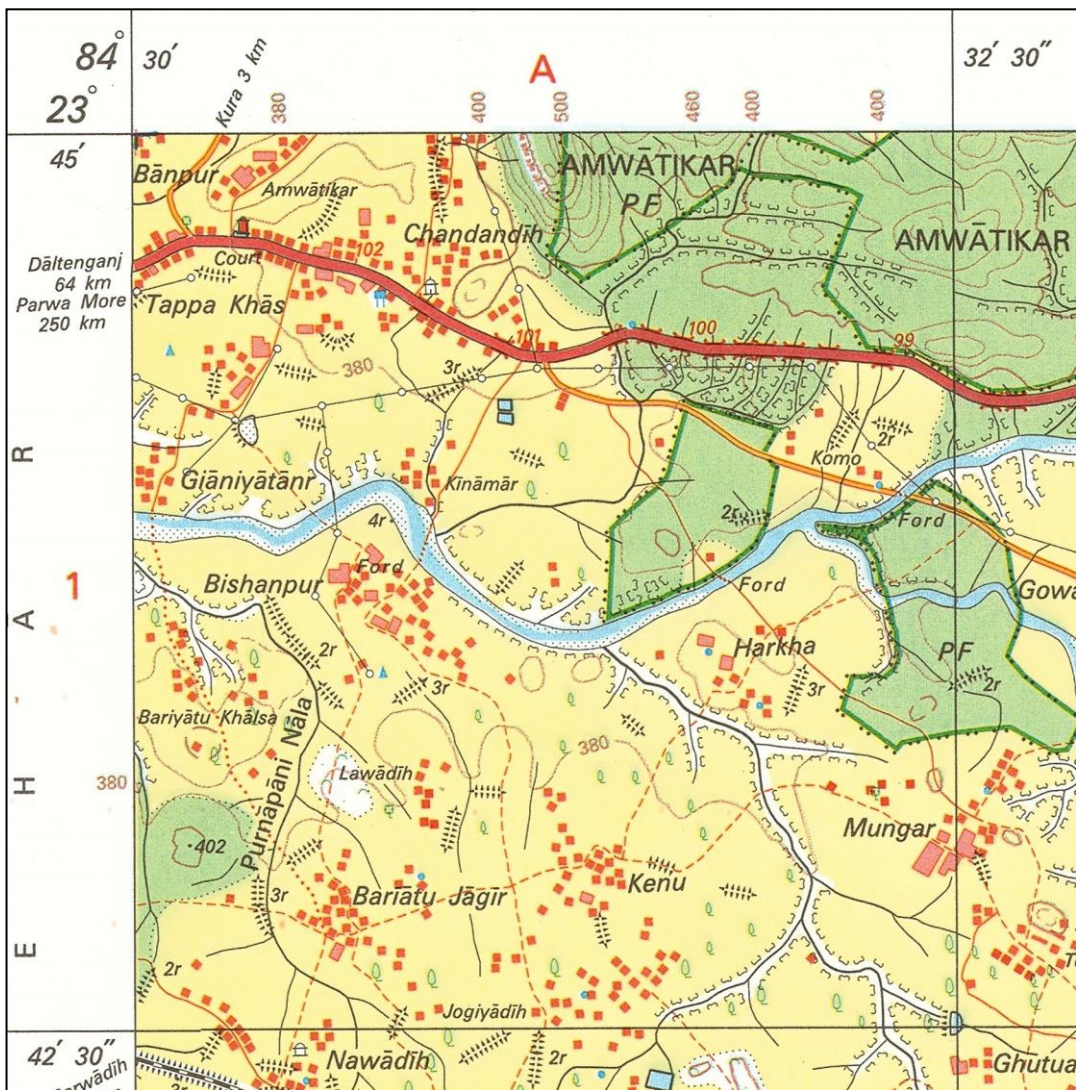 84° 30′
32′ 30″
23°
45′
A
Kura 3 km
380
400
500
460
400
400
Bānpur
Amwātikar
AMWĀTIKAR
PF
AMWĀTIKAR
Chandandīh
102
Court
Dāltenganj
64 km
Parwa More
250 km
Tappa Khās
101
100
99
380
3r
2r
Komo
R
Giāniyātānr
Kīnāmār
4r
2r
Ford
Ford
Ford
1
Bishanpur
Gowa
A
2r
3r
Harkha
3r
PF
2r
Bariyātu Khālsa
380
Purnapāni Nāla
Lawādīh
380
H
402
Mungar
3r
Bariātu Jāgīr
Kenu
E
2r
Jogiyādīh
42′ 30″
Nawādīh
2r
Ghūtua
3r